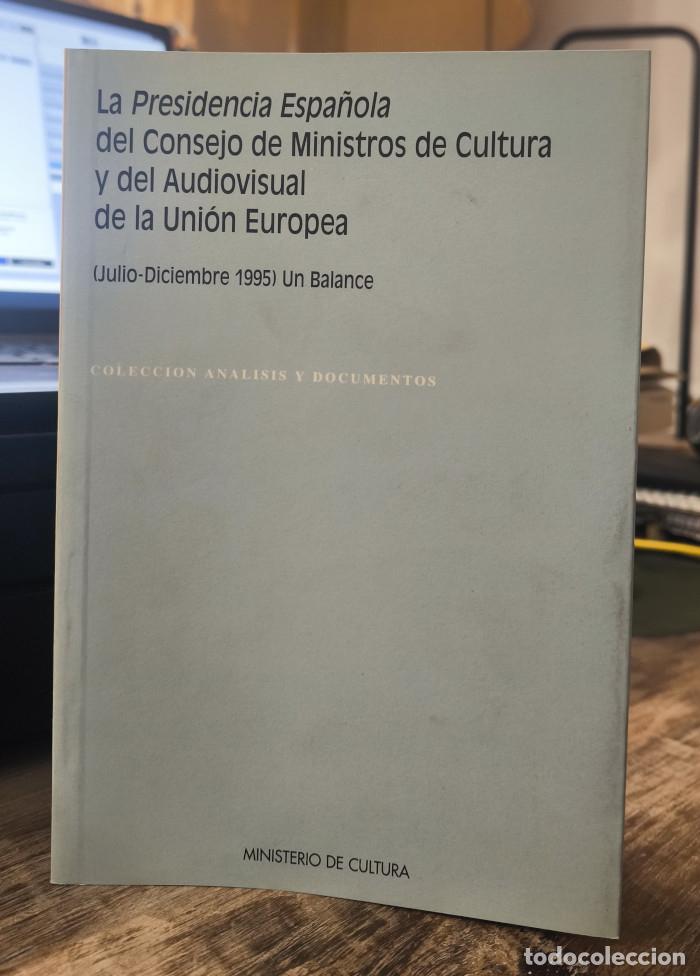 La Presidencia Española
del Consejo de Ministros de Cultura
y del Audiovisual
de la Unión Europea
(Julio-Diciembre 1995) Un Balance
COLECCION ANALISIS Y DOCUMENTOS
MINISTERIO DE CULTURA
todocoleccion